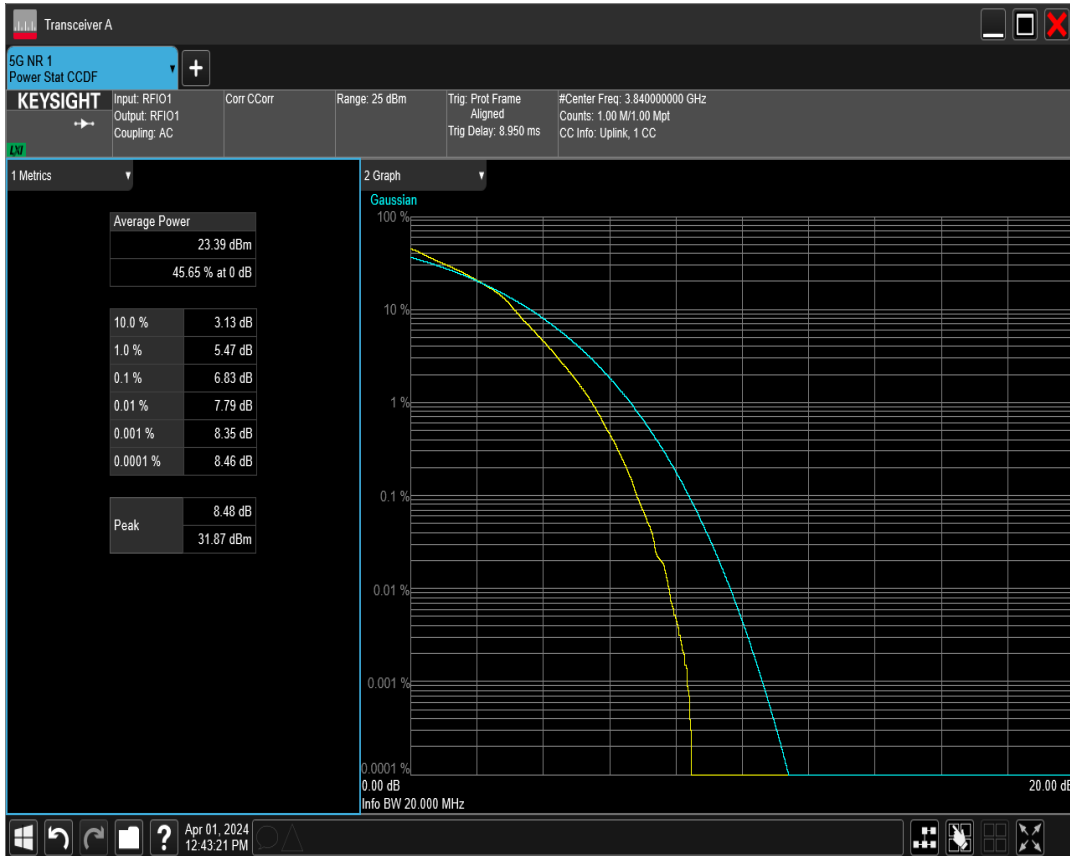 Transceiver A
5G NR 1
Power Stat CCDF
+
KEYSIGHT
LXI
Input: RFIO1
Output: RFIO1
Coupling: AC
Corr CCorr
Range: 25 dBm
Trig: Prot Frame
Aligned
Trig Delay: 8.950 ms
#Center Freq: 3.840000000 GHz
Counts: 1.00 M/1.00 Mpt
CC Info: Uplink, 1 CC
1 Metrics
Average Power
23.39 dBm
45.65 % at 0 dB
10.0 % 3.13 dB
1.0 % 5.47 dB
0.1 % 6.83 dB
0.01 % 7.79 dB
0.001 % 8.35 dB
0.0001 % 8.46 dB
Peak
8.48 dB
31.87 dBm
2 Graph
Gaussian
100 %
10 %
1 %
0.1 %
0.01 %
0.001 %
0.0001 %
0.00 dB 20.00 dB
Info BW 20.000 MHz
?
Apr 01, 2024
12:43:21 PM